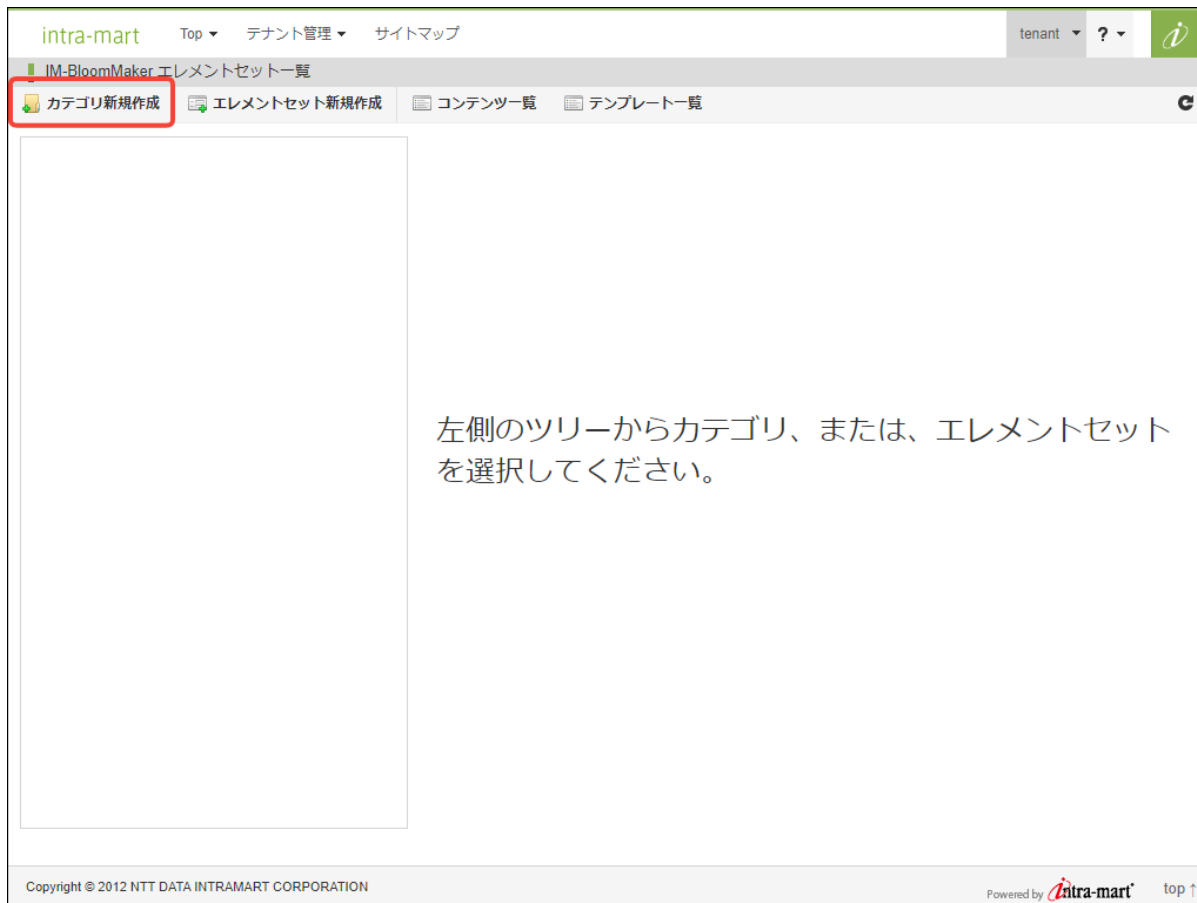 intra-mart Top テナント管理 サイトマップ tenant ?
IM-BloomMaker エレメントセット一覧
カテゴリ新規作成 エレメントセット新規作成 コンテンツ一覧 テンプレート一覧
左側のツリーからカテゴリ、または、エレメントセット
を選択してください。
Copyright © 2012 NTT DATA INTRAMART CORPORATION Powered by intra-mart top ↑